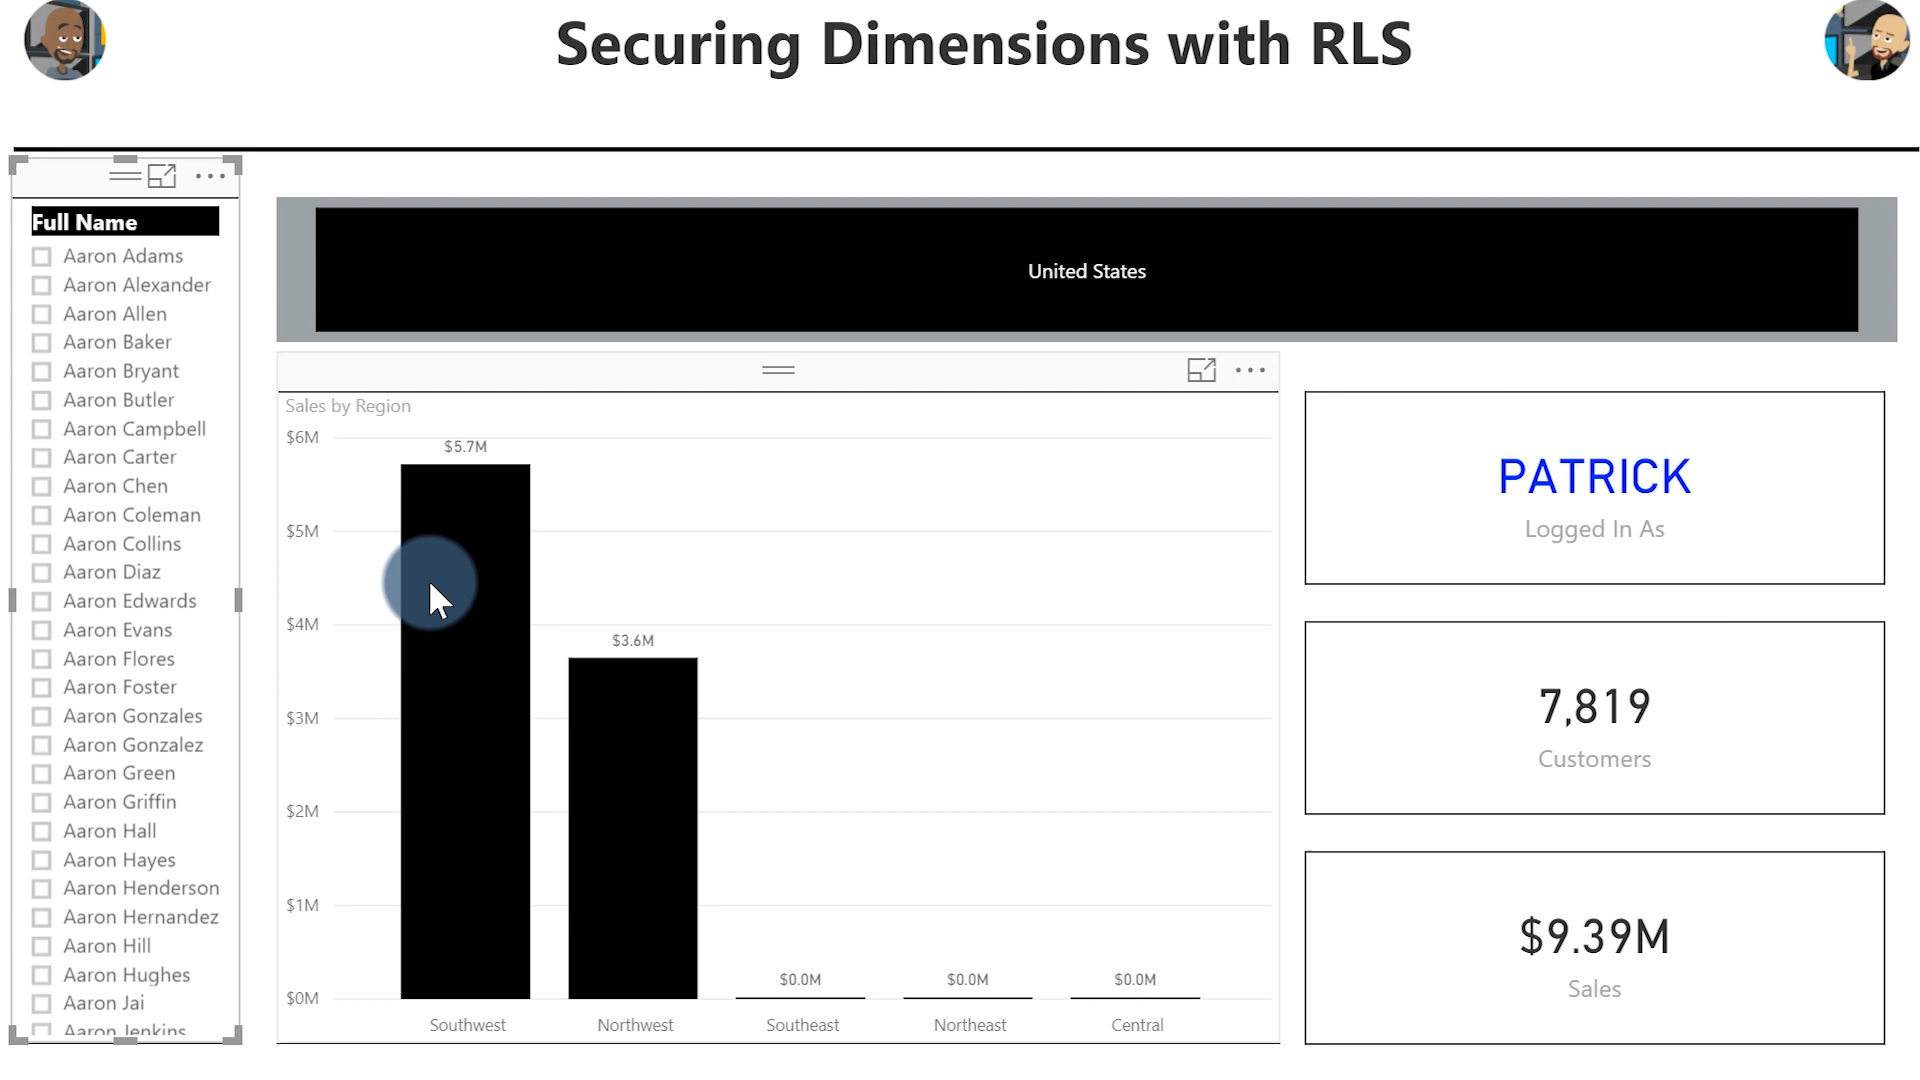 Securing Dimensions with RLS
Full Name
Aaron Adams
Aaron Alexander
Aaron Allen
Aaron Baker
Aaron Bryant
Aaron Butler
Aaron Campbell
Aaron Carter
Aaron Chen
Aaron Coleman
Aaron Collins
Aaron Diaz
Aaron Edwards
Aaron Evans
Aaron Flores
Aaron Foster
Aaron Gonzales
Aaron Gonzalez
Aaron Green
Aaron Griffin
Aaron Hall
Aaron Hayes
Aaron Henderson
Aaron Hernandez
Aaron Hill
Aaron Hughes
Aaron Jai
Aaron Jenkins
United States
Sales by Region
$6M
$5M
$4M
$3M
$2M
$1M
$0M
$5.7M
$3.6M
$0.0M
$0.0M
$0.0M
Southwest
Northwest
Southeast
Northeast
Central
PATRICK
Logged In As
7,819
Customers
$9.39M
Sales